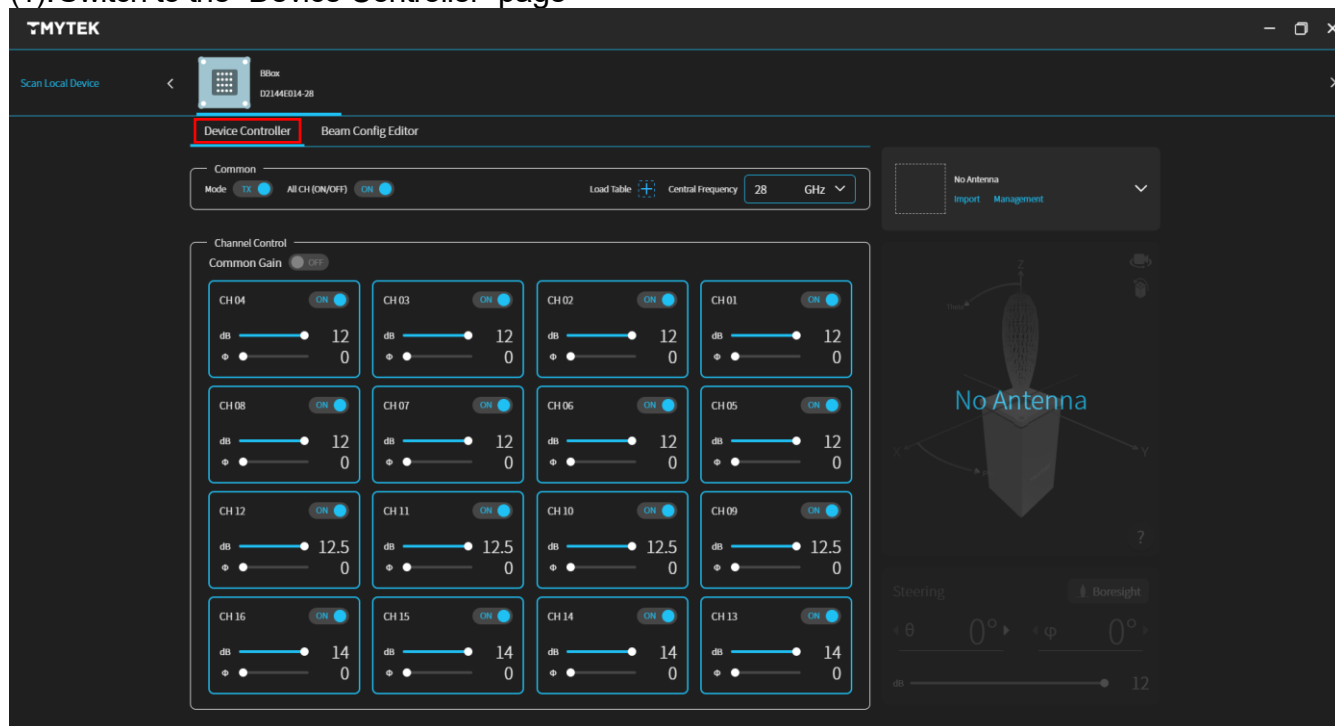 (1). Switch to the "Device Controller" page
TMYTEK
Scan Local Device
BBox
D2144E014-28
Device Controller Beam Config Editor
Common
Mode TX All CH (ON/OFF) ON Load Table Central Frequency 28 GHz
No Antenna
Import Management
Channel Control
Common Gain OFF
CH 04 ON CH 03 ON CH 02 ON CH 01 ON
dB 12 dB 12 dB 12 dB 12
Φ 0 Φ 0 Φ 0 Φ 0
CH 08 ON CH 07 ON CH 06 ON CH 05 ON
dB 12 dB 12 dB 12 dB 12
Φ 0 Φ 0 Φ 0 Φ 0
CH 12 ON CH 11 ON CH 10 ON CH 09 ON
dB 12.5 dB 12.5 dB 12.5 dB 12.5
Φ 0 Φ 0 Φ 0 Φ 0
CH 16 ON CH 15 ON CH 14 ON CH 13 ON
dB 14 dB 14 dB 14 dB 14
Φ 0 Φ 0 Φ 0 Φ 0
Z
No Antenna
X Y
?
Steering Boresight
θ 0° φ 0°
dB 12